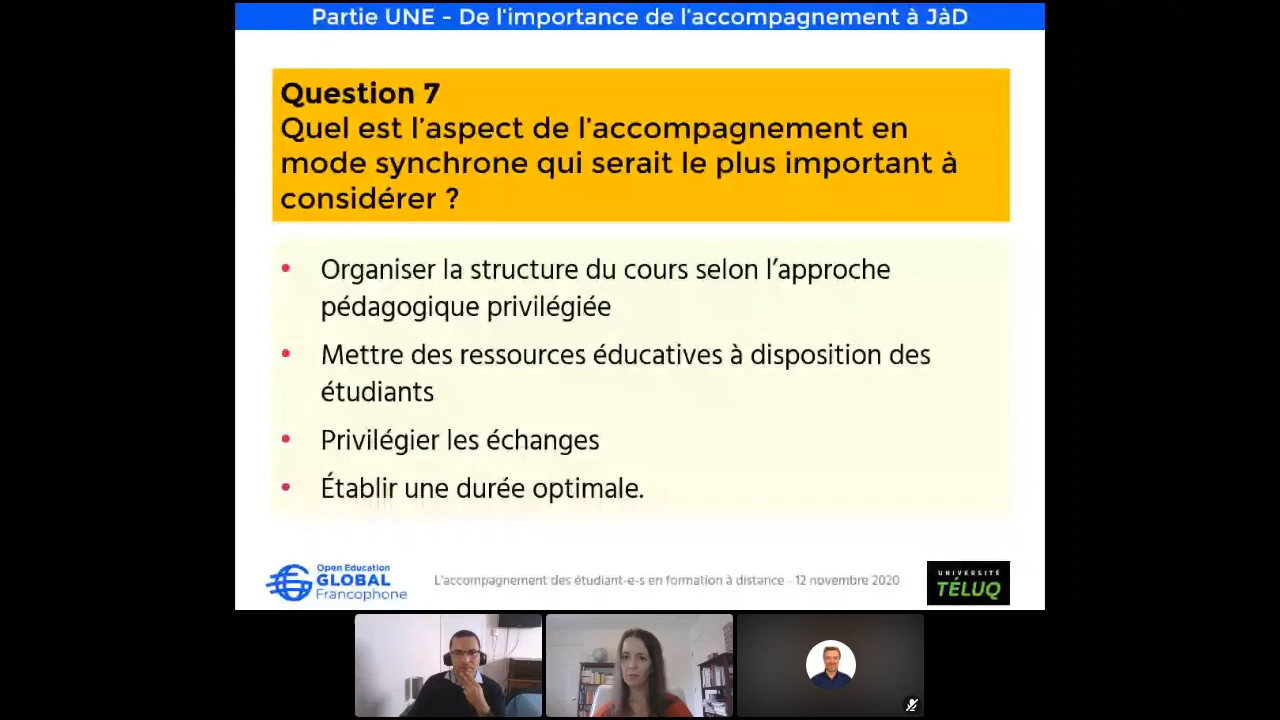 Partie UNE - De l'importance de l'accompagnement à JàD
Question 7
Quel est l'aspect de l'accompagnement en
mode synchrone qui serait le plus important à
considérer ?
• Organiser la structure du cours selon l'approche
pédagogique privilégiée
• Mettre des ressources éducatives à disposition des
étudiants
• Privilégier les échanges
• Établir une durée optimale.
Open Education
GLOBAL
Francophone
L'accompagnement des étudiant-e-s en formation à distance - 12 novembre 2020
UNIVERSITÉ
TÉLUQ